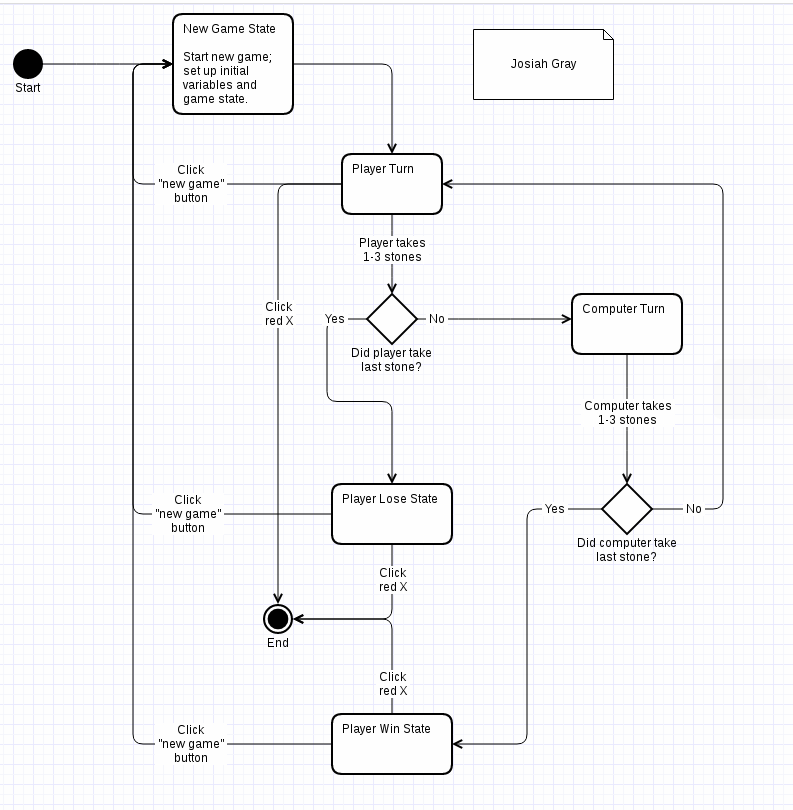 New Game State
Start new game;
set up initial
variables and
game state.
Josiah Gray
Start
Player Turn
Click
"new game"
button
Player takes
1-3 stones
Click
red X
Yes
No
Computer Turn
Did player take
last stone?
Computer takes
1-3 stones
Player Lose State
Click
"new game"
button
Yes
No
Did computer take
last stone?
Click
red X
End
Click
red X
Player Win State
Click
"new game"
button